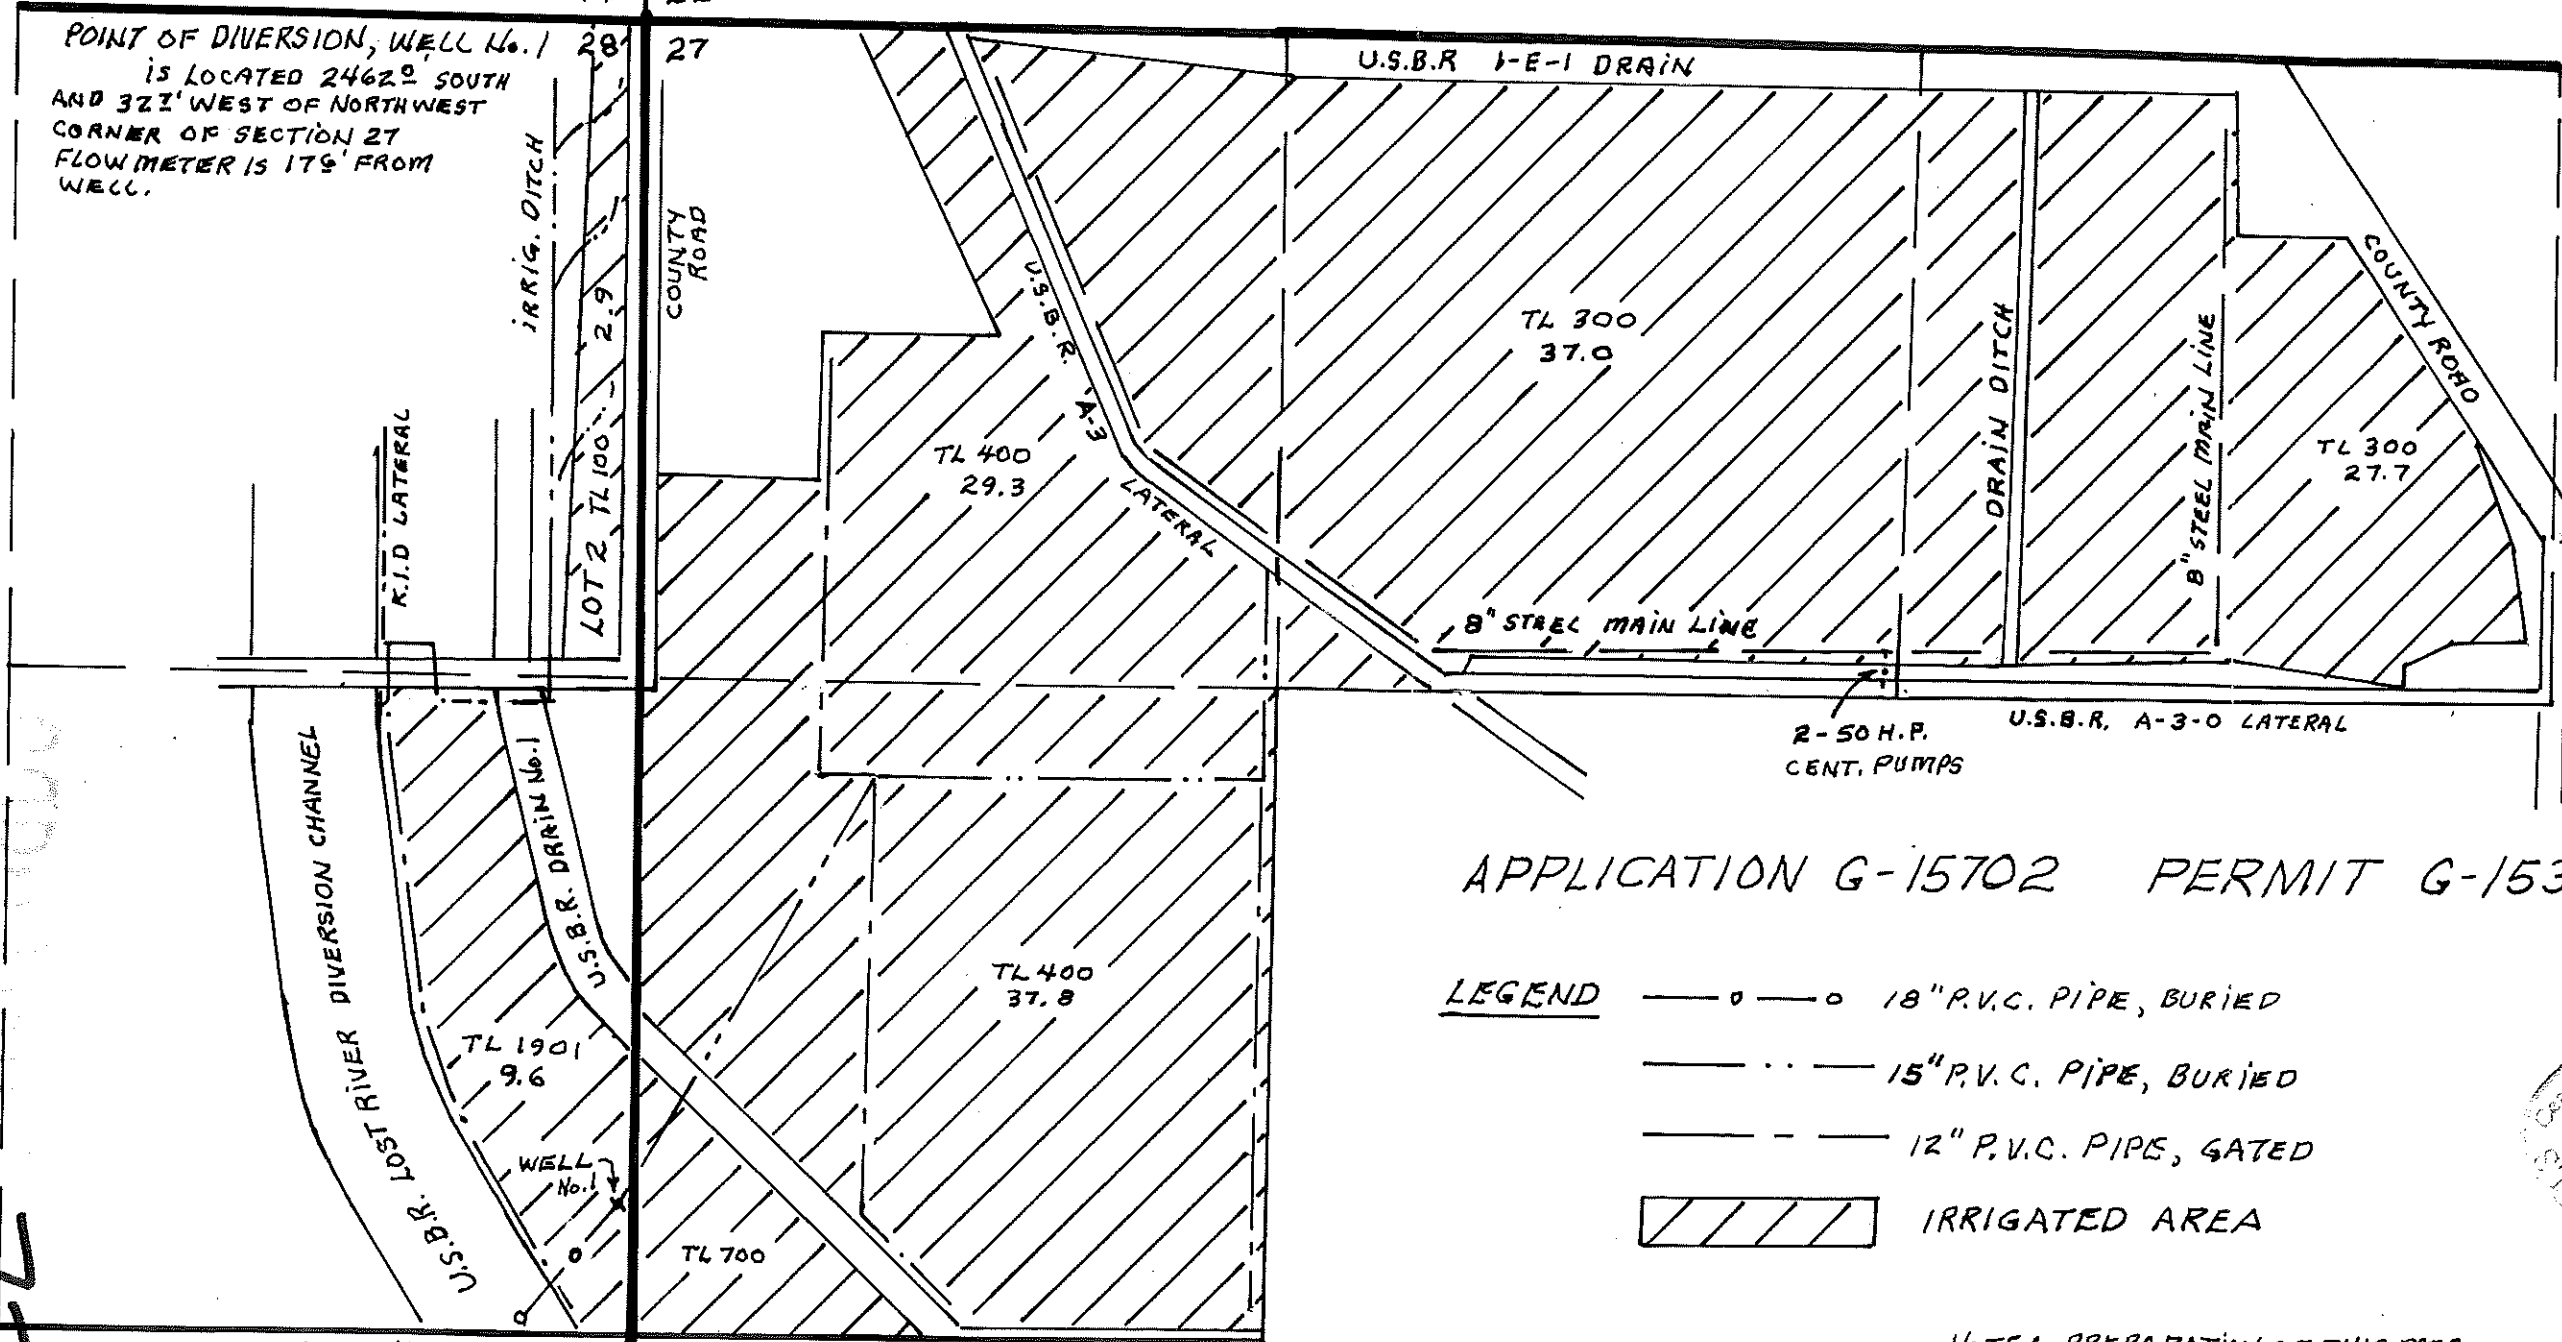 28 27
POINT OF DIVERSION, WELL No. 1
iS LOCATED 2462º' SOUTH
AND 32 WEST OF NORTHWEST
CORNER OF SECTION 27
FLOW METER IS FROM
WELL.
IRRIG. DITCH
COUNTY
ROAD
U.S.B.R 1-E-1 DRAIN
K.I.D LATERAL
LOT 2 TL 100 2.9
U.S.B.R. A-3
LATERAL
TL 400
29.3
TL 300
37.0
DRAIN DITCH
8" STEEL MAIN LINE
COUNTY ROAD
TL 300
27.7
8" STEEL MAIN LINE
2-50 H.P.
CENT. PUMPS
U.S.B.R. A-3-0 LATERAL
U.S.B.R. LOST RIVER DIVERSION CHANNEL
U.S.B.R. DRAIN No.1
TL 1901
9.6
WELL
No.1
TL 700
TL 400
37.8
APPLICATION G-15702 PERMIT G-153
LEGEND
18" P.V.C. PIPE, BURIED
15" P.V.C. PIPE, BURIED
12" P.V.C. PIPE, GATED
IRRIGATED AREA